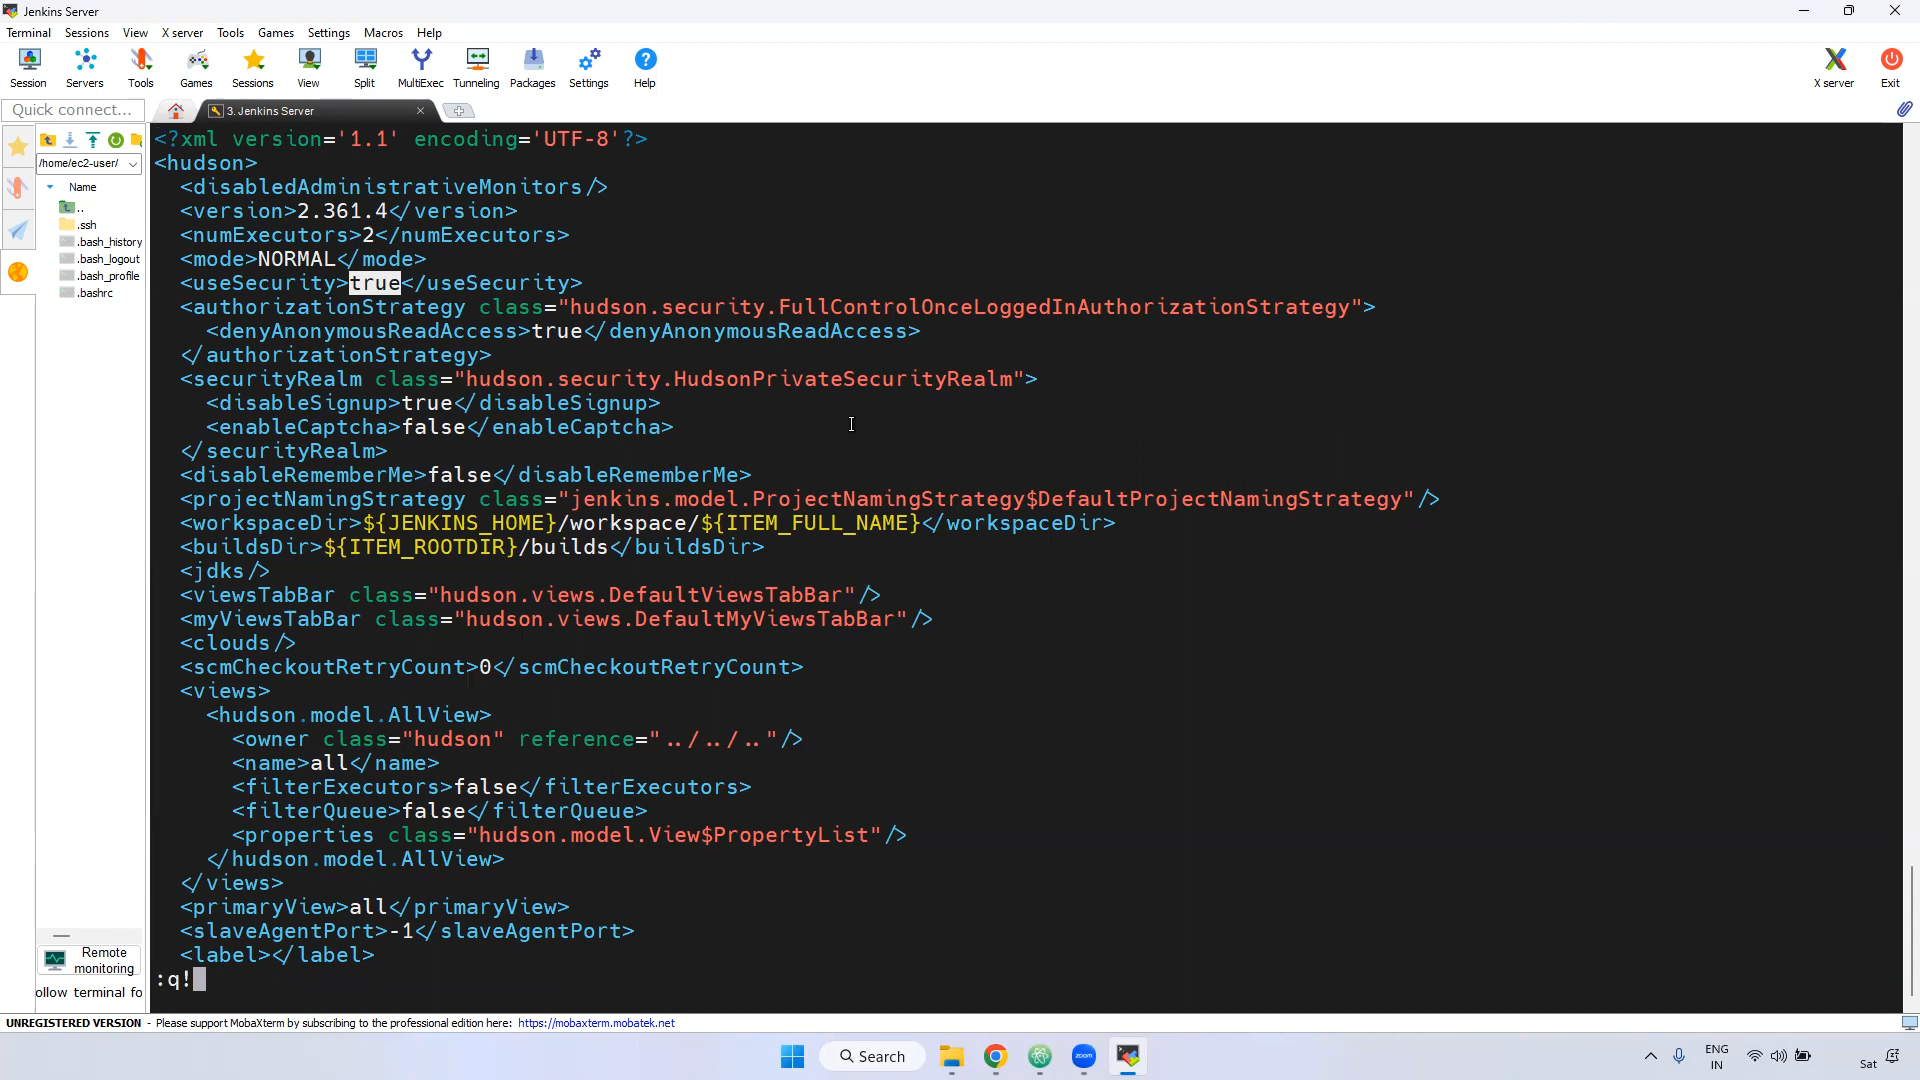 Jenkins Server
Terminal Sessions View X server Tools Games Settings Macros Help
Session Servers Tools Games Sessions View Split MultiExec Tunneling Packages Settings Help X server Exit
Quick connect... 3. Jenkins Server
/home/ec2-user/
Name
..
.ssh
.bash_history
.bash_logout
.bash_profile
.bashrc
<?xml version='1.1' encoding='UTF-8'?>
<hudson>
  <disabledAdministrativeMonitors/>
  <version>2.361.4</version>
  <numExecutors>2</numExecutors>
  <mode>NORMAL</mode>
  <useSecurity>true</useSecurity>
  <authorizationStrategy class="hudson.security.FullControlOnceLoggedInAuthorizationStrategy">
    <denyAnonymousReadAccess>true</denyAnonymousReadAccess>
  </authorizationStrategy>
  <securityRealm class="hudson.security.HudsonPrivateSecurityRealm">
    <disableSignup>true</disableSignup>
    <enableCaptcha>false</enableCaptcha>
  </securityRealm>
  <disableRememberMe>false</disableRememberMe>
  <projectNamingStrategy class="jenkins.model.ProjectNamingStrategy$DefaultProjectNamingStrategy"/>
  <workspaceDir>${JENKINS_HOME}/workspace/${ITEM_FULL_NAME}</workspaceDir>
  <buildsDir>${ITEM_ROOTDIR}/builds</buildsDir>
  <jdks/>
  <viewsTabBar class="hudson.views.DefaultViewsTabBar"/>
  <myViewsTabBar class="hudson.views.DefaultMyViewsTabBar"/>
  <clouds/>
  <scmCheckoutRetryCount>0</scmCheckoutRetryCount>
  <views>
    <hudson.model.AllView>
      <owner class="hudson" reference="../../.."/>
      <name>all</name>
      <filterExecutors>false</filterExecutors>
      <filterQueue>false</filterQueue>
      <properties class="hudson.model.View$PropertyList"/>
    </hudson.model.AllView>
  </views>
  <primaryView>all</primaryView>
  <slaveAgentPort>-1</slaveAgentPort>
  <label></label>
:q!
Remote
monitoring
ollow terminal fo
UNREGISTERED VERSION - Please support MobaXterm by subscribing to the professional edition here: https://mobaxterm.mobatek.net
Search
zoom
ENG
IN
Sat